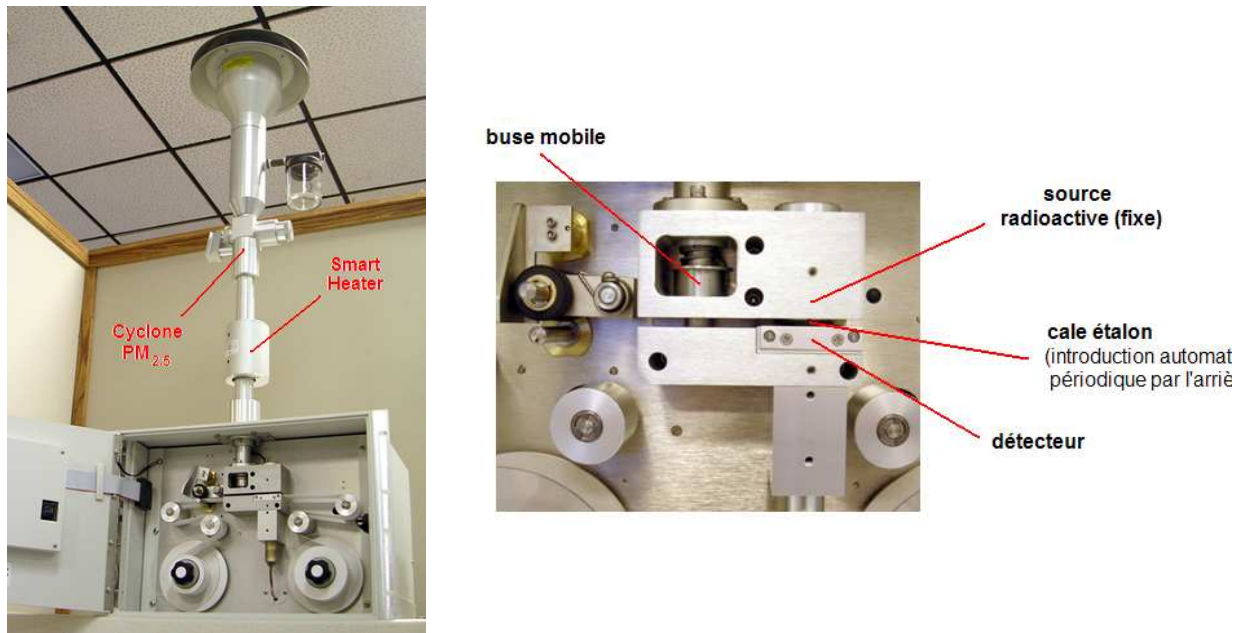 Smart
Heater
Cyclone
PM2.5
buse mobile
source
radioactive (fixe)
cale étalon
(introduction automat
périodique par l'arriè
détecteur